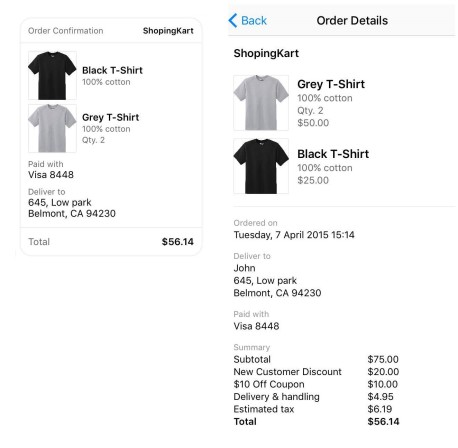 Order Confirmation ShopingKart
Black T-Shirt
100% cotton
Grey T-Shirt
100% cotton
Qty. 2
Paid with
Visa 8448
Deliver to
645, Low park
Belmont, CA 94230
Total $56.14
Back Order Details
ShopingKart
Grey T-Shirt
100% cotton
Qty. 2
$50.00
Black T-Shirt
100% cotton
$25.00
Ordered on
Tuesday, 7 April 2015 15:14
Deliver to
John
645, Low park
Belmont, CA 94230
Paid with
Visa 8448
Summary
Subtotal $75.00
New Customer Discount $20.00
$10 Off Coupon $10.00
Delivery & handling $4.95
Estimated tax $6.19
Total $56.14